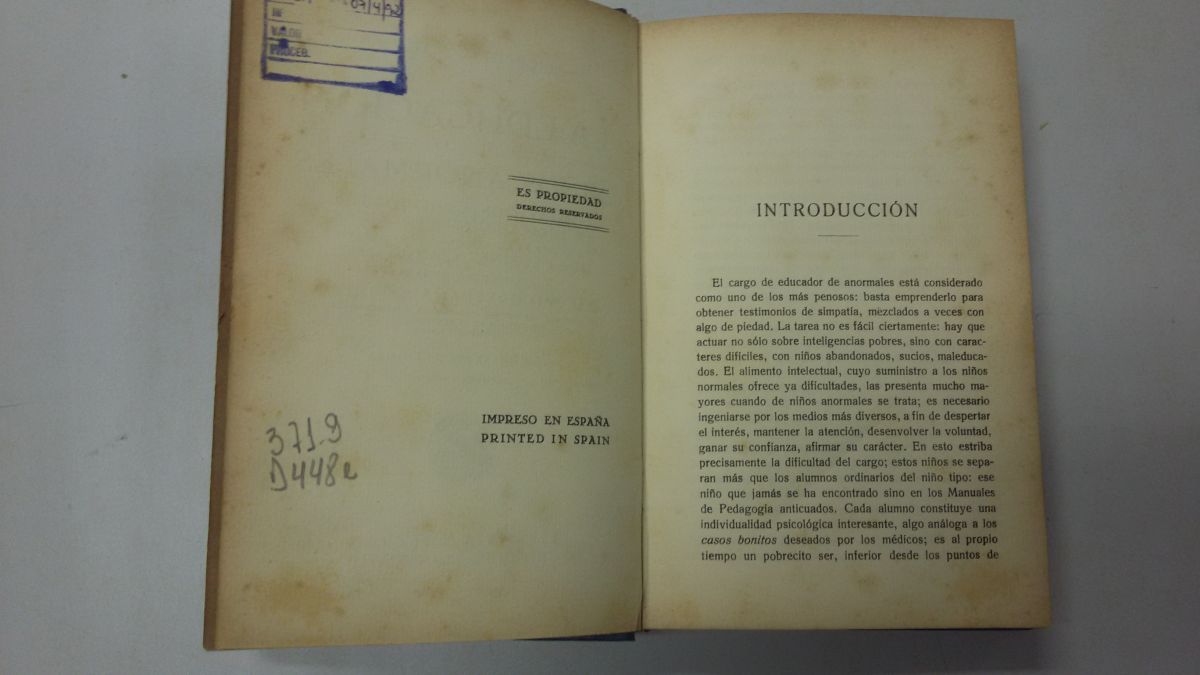 07/4/92
NF
VALOR
PROCED.
ES PROPIEDAD
DERECHOS RESERVADOS
IMPRESO EN ESPAÑA
PRINTED IN SPAIN
371.9
D448e
INTRODUCCIÓN
El cargo de educador de anormales está considerado
como uno de los más penosos: basta emprenderlo para
obtener testimonios de simpatía, mezclados a veces con
algo de piedad. La tarea no es fácil ciertamente: hay que
actuar no sólo sobre inteligencias pobres, sino con carac-
teres difíciles, con niños abandonados, sucios, maleduca-
dos. El alimento intelectual, cuyo suministro a los niños
normales ofrece ya dificultades, las presenta mucho ma-
yores cuando de niños anormales se trata; es necesario
ingeniarse por los medios más diversos, a fin de despertar
el interés, mantener la atención, desenvolver la voluntad,
ganar su confianza, afirmar su carácter. En esto estriba
precisamente la dificultad del cargo; estos niños se sepa-
ran más que los alumnos ordinarios del niño tipo: ese
niño que jamás se ha encontrado sino en los Manuales
de Pedagogía anticuados. Cada alumno constituye una
individualidad psicológica interesante, algo análoga a los
casos bonitos deseados por los médicos; es al propio
tiempo un pobrecito ser, inferior desde los puntos de